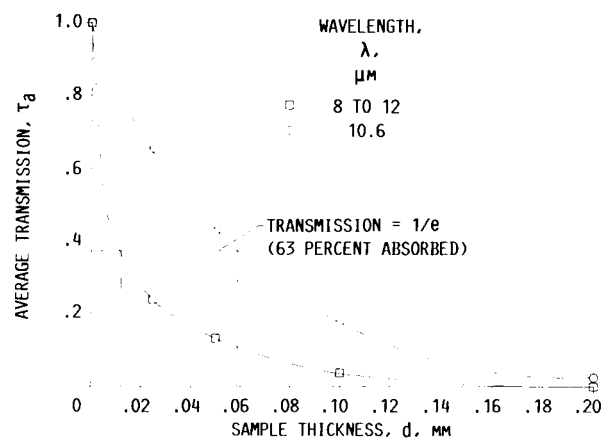 WAVELENGTH,
λ,
μM
8 TO 12
10.6
TRANSMISSION = 1/e
(63 PERCENT ABSORBED)
AVERAGE TRANSMISSION, τa
1.0
.8
.6
.4
.2
0
.02
.04
.06
.08
.10
.12
.14
.16
.18
.20
SAMPLE THICKNESS, d, MM